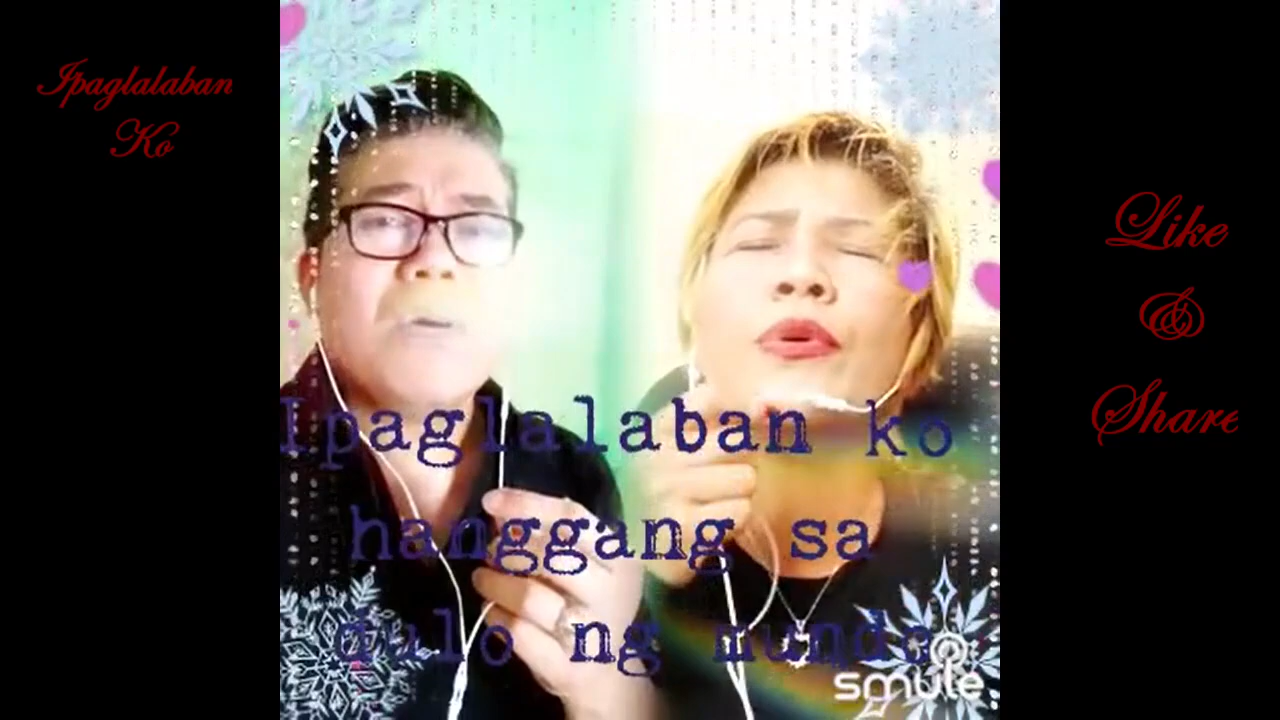 Ipaglalaban
Ko
Like
&
Share
Ipaglalaban ko
hanggang sa
dulo ng mundo
smule